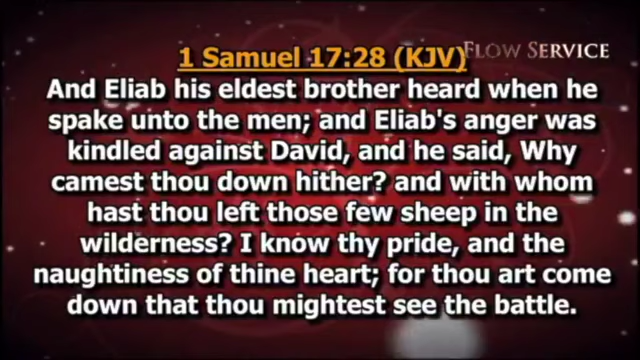 1 Samuel 17:28 (KJV)
FLOW SERVICE
And Eliab his eldest brother heard when he
spake unto the men; and Eliab's anger was
kindled against David, and he said, Why
camest thou down hither? and with whom
hast thou left those few sheep in the
wilderness? I know thy pride, and the
naughtiness of thine heart; for thou art come
down that thou mightest see the battle.